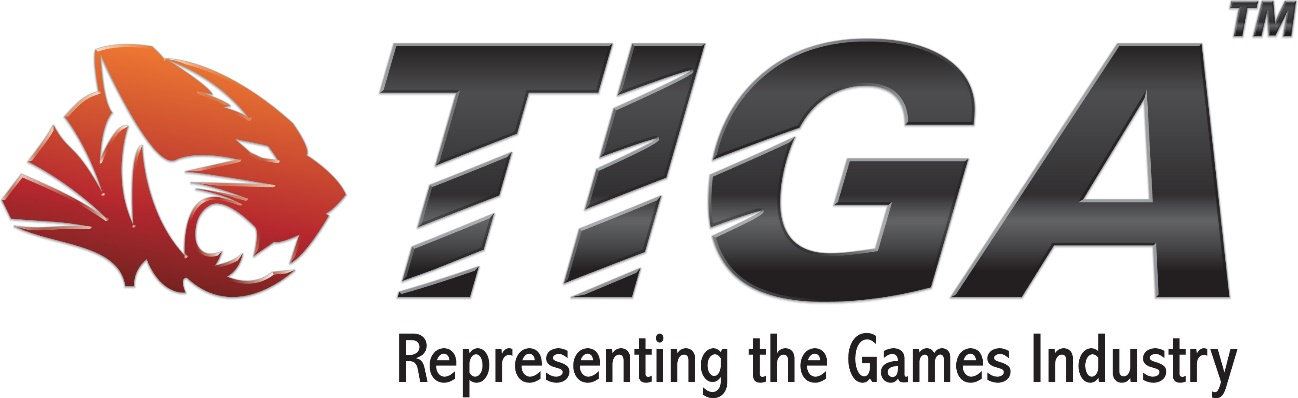 TIGA™
Representing the Games Industry